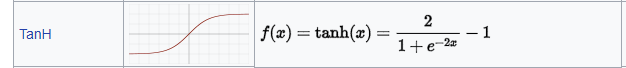 TanH
f(x) = tanh(x) = 2 / (1 + e^{-2x}) − 1